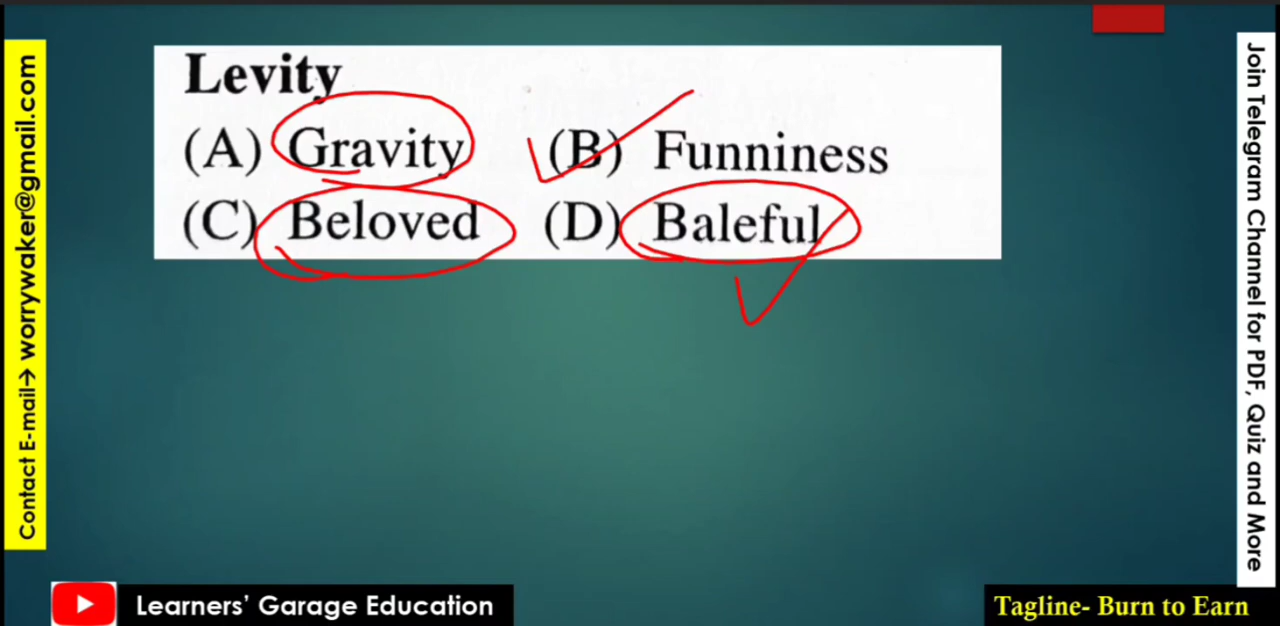 Levity
(A) Gravity (B) Funniness
(C) Beloved (D) Baleful
Contact E-mail→ worrywaker@gmail.com
Join Telegram Channel for PDF, Quiz and More
Learners’ Garage Education
Tagline- Burn to Earn